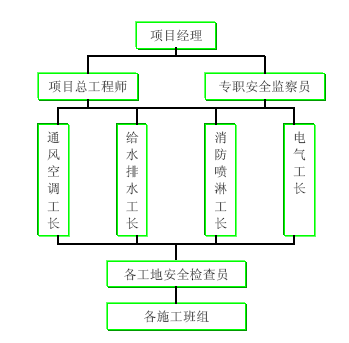 项目经理
项目总工程师
专职安全监察员
通风空调工长
给水排水工长
消防喷淋工长
电气工长
各工地安全检查员
各施工班组